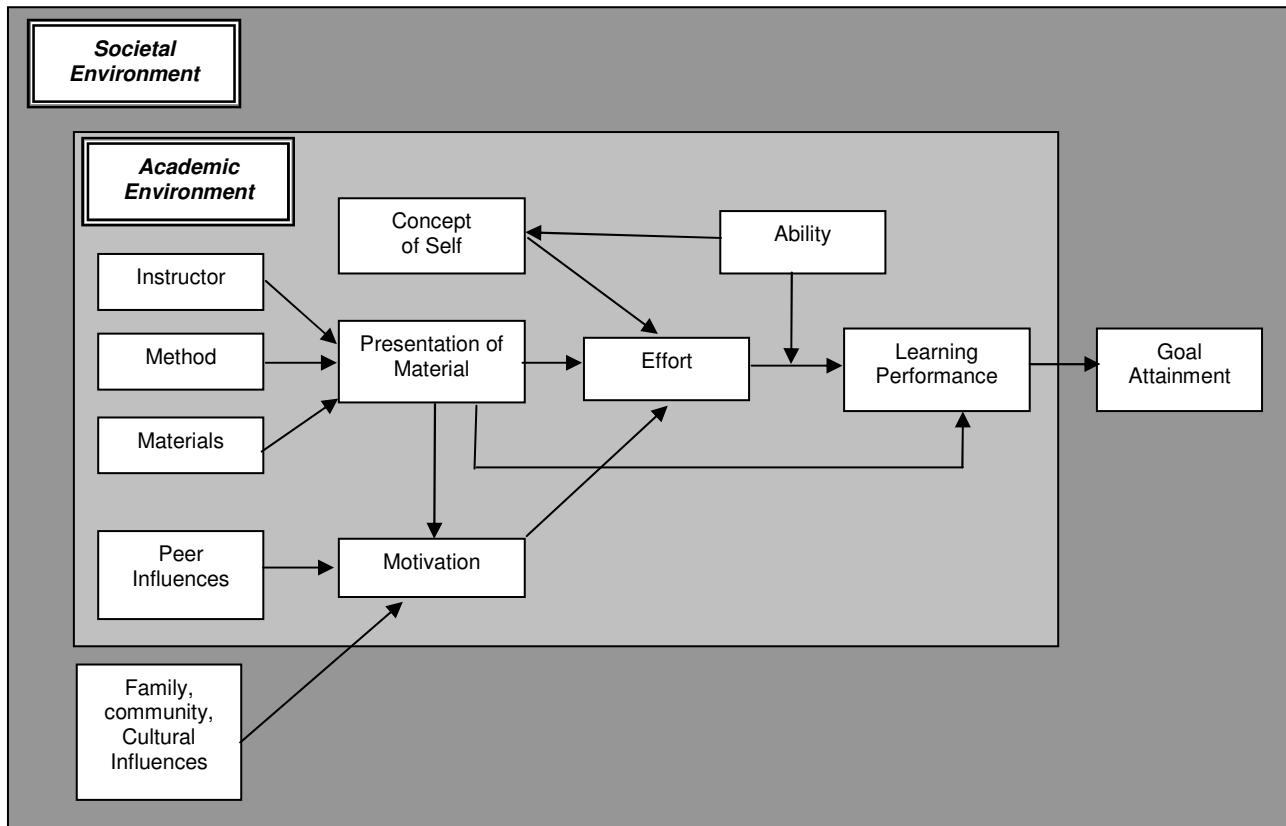 Societal
Environment
Academic
Environment
Concept
of Self
Ability
Instructor
Method
Presentation of
Material
Effort
Learning
Performance
Goal
Attainment
Materials
Peer
Influences
Motivation
Family,
community,
Cultural
Influences